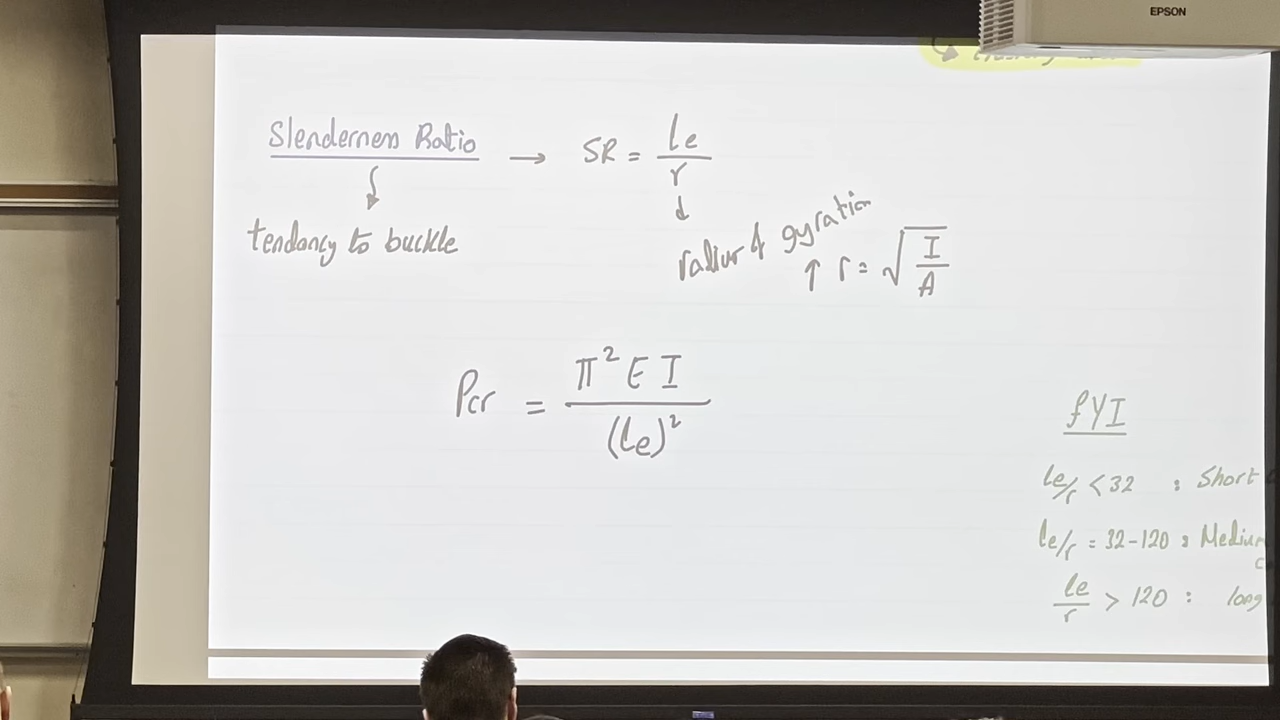 EPSON
Slenderness Ratio → SR = le/r
tendancy to buckle
radius of gyration
↑ r = √(I/A)
Pcr = π² E I / (le)²
FYI
le/r < 32 : Short
le/r = 32-120 : Medium
le/r > 120 : long